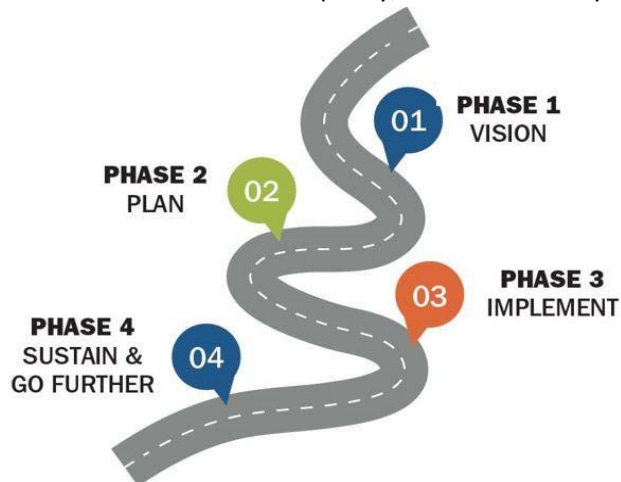 PHASE 1
VISION
01
PHASE 2
PLAN
02
PHASE 3
IMPLEMENT
03
PHASE 4
SUSTAIN &
GO FURTHER
04